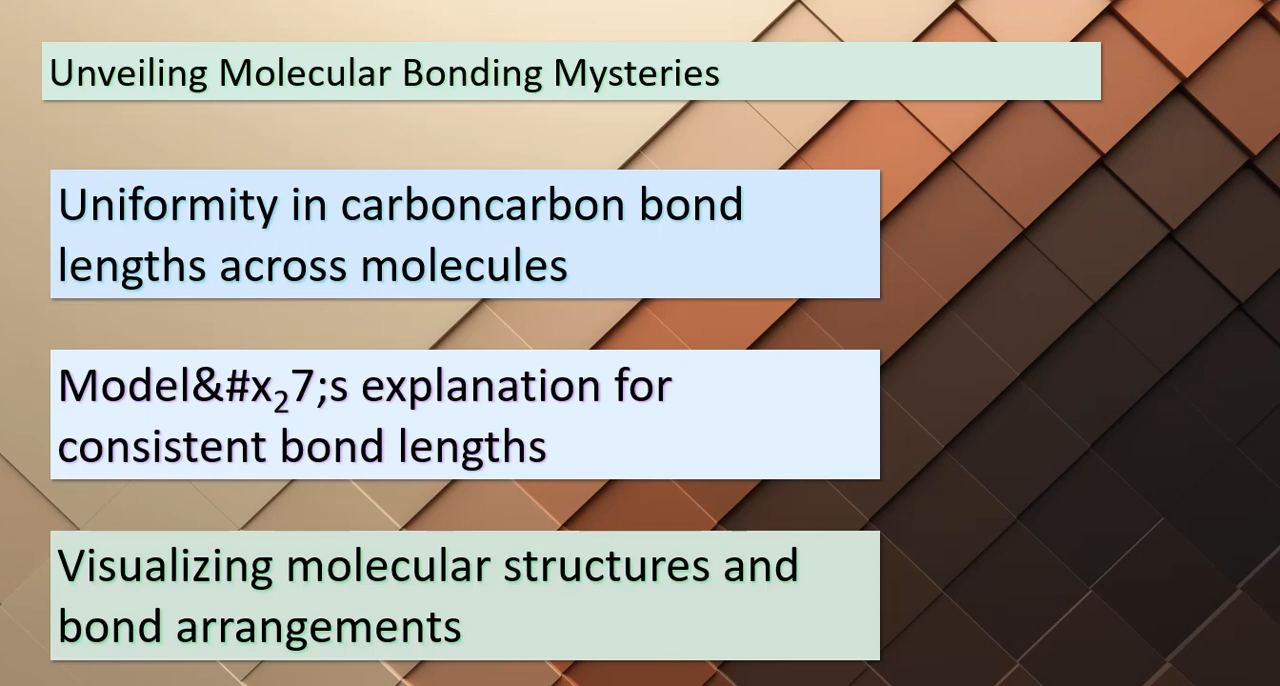 Unveiling Molecular Bonding Mysteries
Uniformity in carboncarbon bond
lengths across molecules
Model&#x₂7;s explanation for
consistent bond lengths
Visualizing molecular structures and
bond arrangements